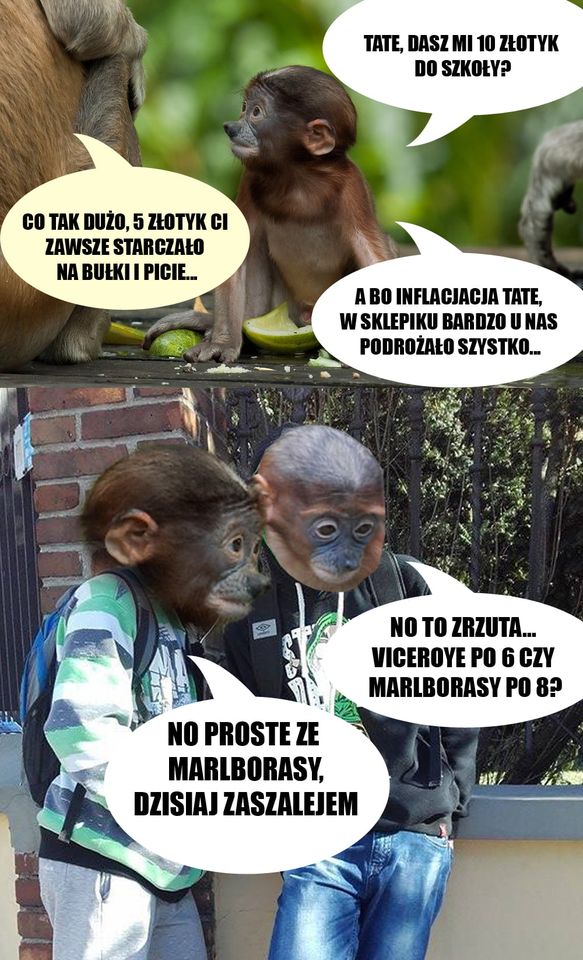 TATE, DASZ MI 10 ZŁOTYK
DO SZKOŁY?
CO TAK DUŻO, 5 ZŁOTYK CI
ZAWSZE STARCZAŁO
NA BUŁKI I PICIE...
A BO INFLACJACJA TATE,
W SKLEPIKU BARDZO U NAS
PODROŻAŁO SZYSTKO...
NO TO ZRZUTA...
VICEROYE PO 6 CZY
MARLBORASY PO 8?
NO PROSTE ZE
MARLBORASY,
DZISIAJ ZASZALEJEM